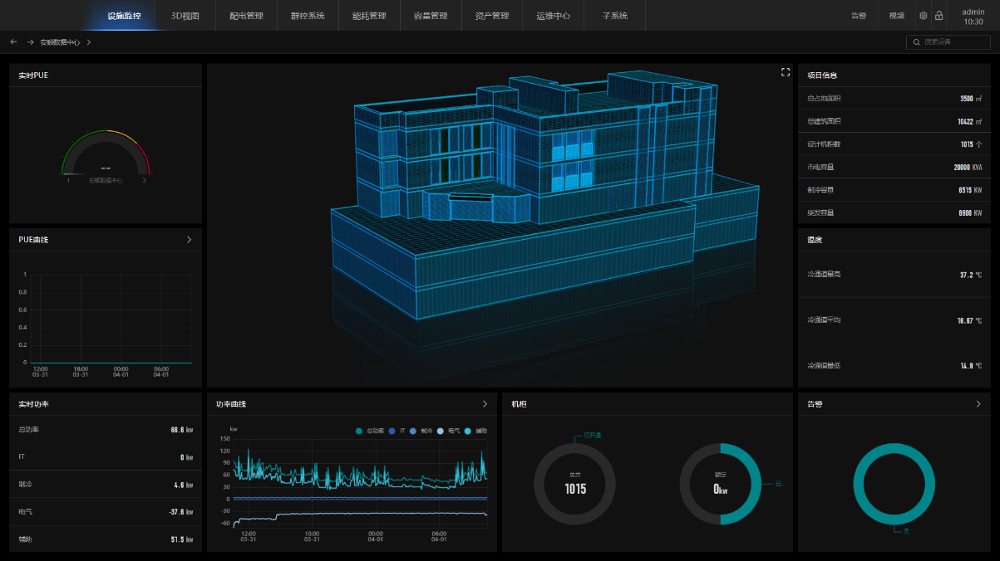 设施监控 3D视图 配电管理 群控系统 能耗管理 容量管理 资产管理 运维中心 子系统 告警 视频 admin
10:30
安顺数据中心
搜索设备
实时PUE
--
1 安顺数据中心 3
PUE曲线
1
0.8
0.6
0.4
0.2
0
12:00 18:00 00:00 06:00
03-31 03-31 04-01 04-01
项目信息
总占地面积 3500 ㎡
总建筑面积 10422 ㎡
设计机柜数 1015 个
市电容量 20000 KVA
制冷容量 6515 KW
柴发容量 8800 KW
温度
冷通道最高 37.2 ℃
冷通道平均 16.67 ℃
冷通道最低 14.9 ℃
实时功率
总功率 66.6 kw
IT 0 kw
制冷 4.6 kw
电气 -37.8 kw
辅助 51.5 kw
功率曲线
kw
总功率 IT 制冷 电气 辅助
150
120
90
60
30
0
-30
-60
12:00 18:00 00:00 06:00
03-31 03-31 04-01 04-01
机柜
已开通
总共
1015
额定
0kw
已...
告警
无